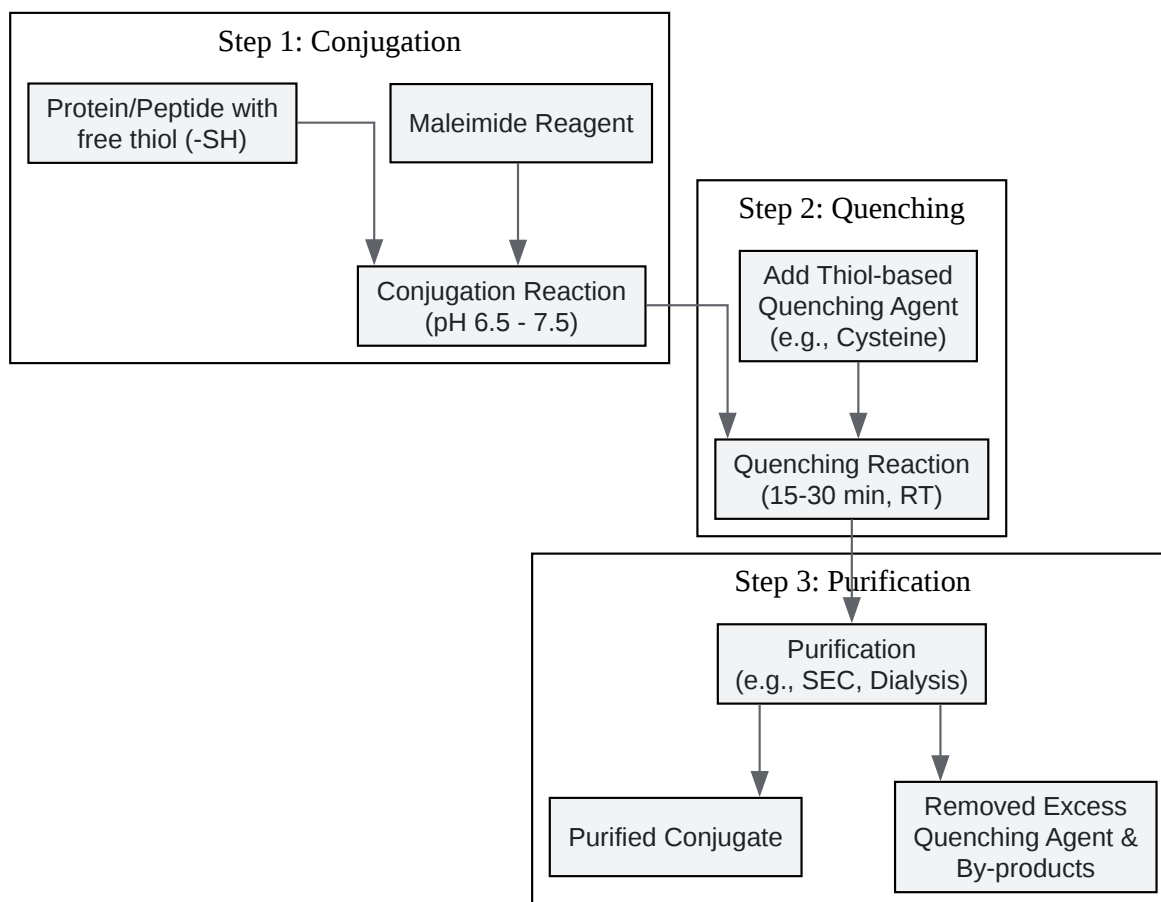 Step 1: Conjugation
Protein/Peptide with
free thiol (-SH)
Maleimide Reagent
Conjugation Reaction
(pH 6.5 - 7.5)
Step 2: Quenching
Add Thiol-based
Quenching Agent
(e.g., Cysteine)
Quenching Reaction
(15-30 min, RT)
Step 3: Purification
Purification
(e.g., SEC, Dialysis)
Purified Conjugate
Removed Excess
Quenching Agent &
By-products